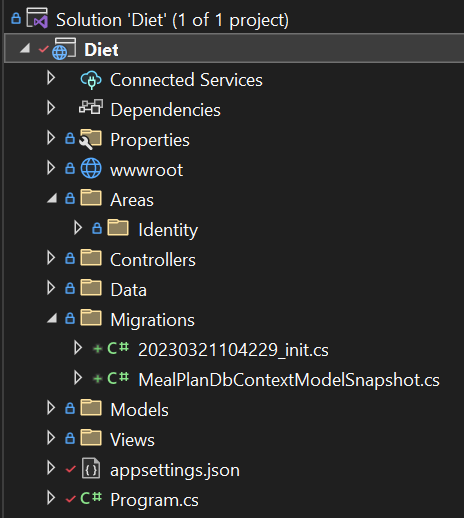 Solution 'Diet' (1 of 1 project)
Diet
Connected Services
Dependencies
Properties
wwwroot
Areas
Identity
Controllers
Data
Migrations
C# 20230321104229_init.cs
C# MealPlanDbContextModelSnapshot.cs
Models
Views
appsettings.json
C# Program.cs